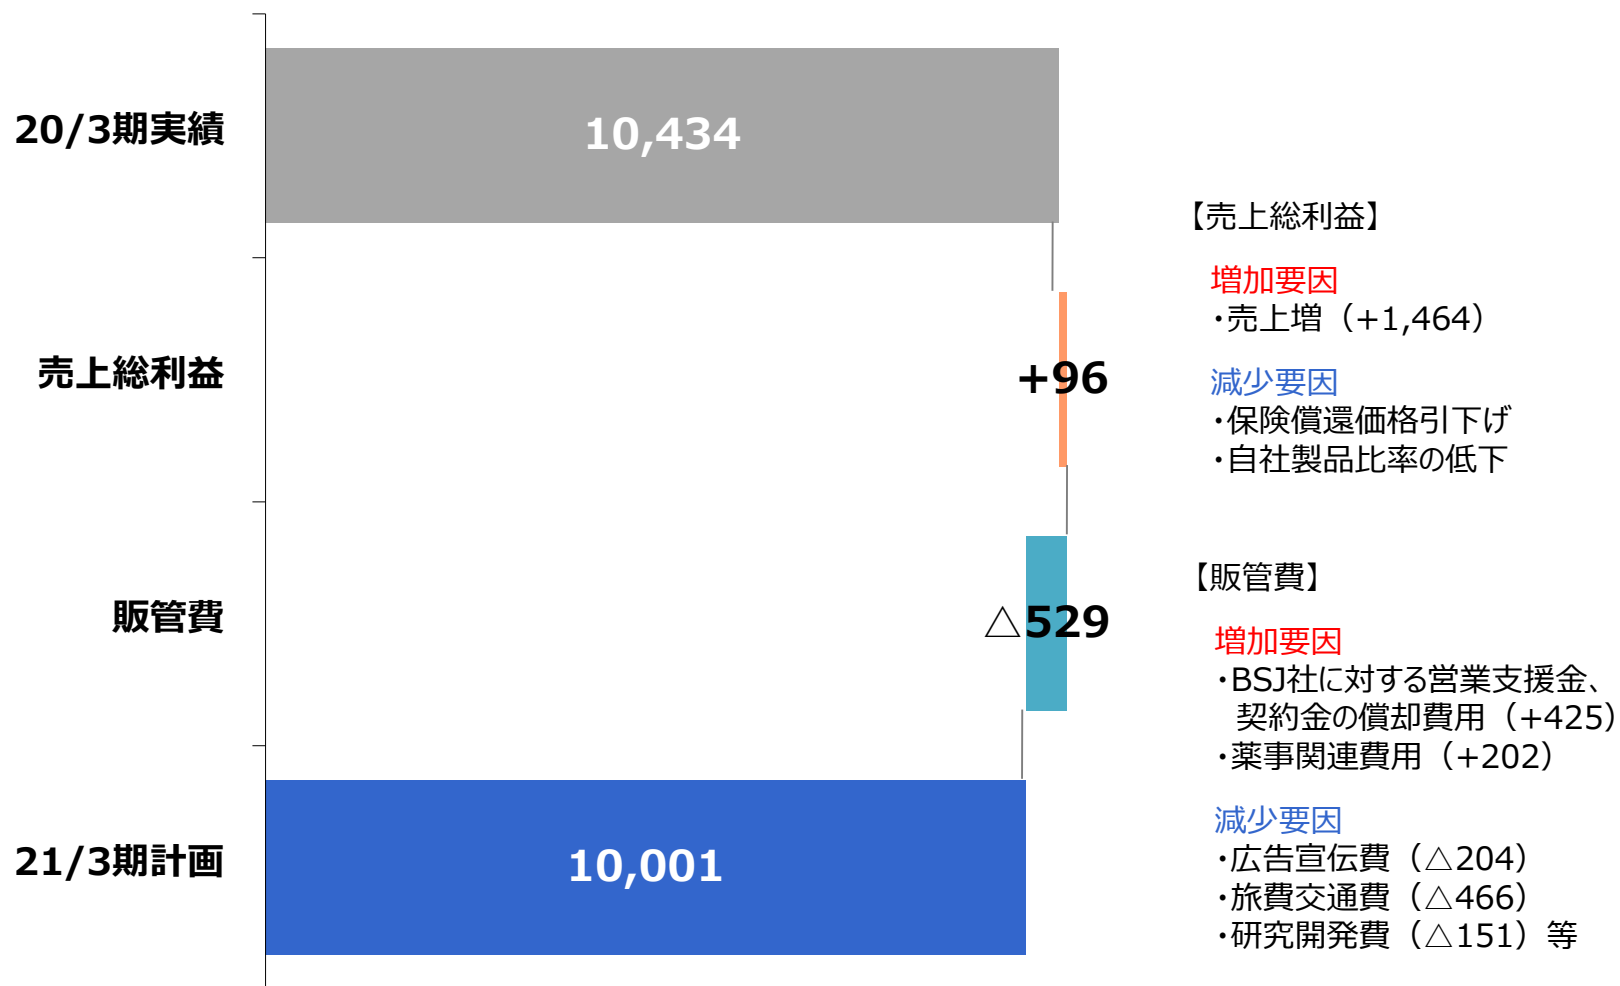 20/3期実績
10,434
売上総利益
+96
販管費
△529
21/3期計画
10,001
【売上総利益】
増加要因
・売上増（+1,464）
減少要因
・保険償還価格引下げ
・自社製品比率の低下
【販管費】
増加要因
・BSJ社に対する営業支援金、
契約金の償却費用（+425）
・薬事関連費用（+202）
減少要因
・広告宣伝費（△204）
・旅費交通費（△466）
・研究開発費（△151）等